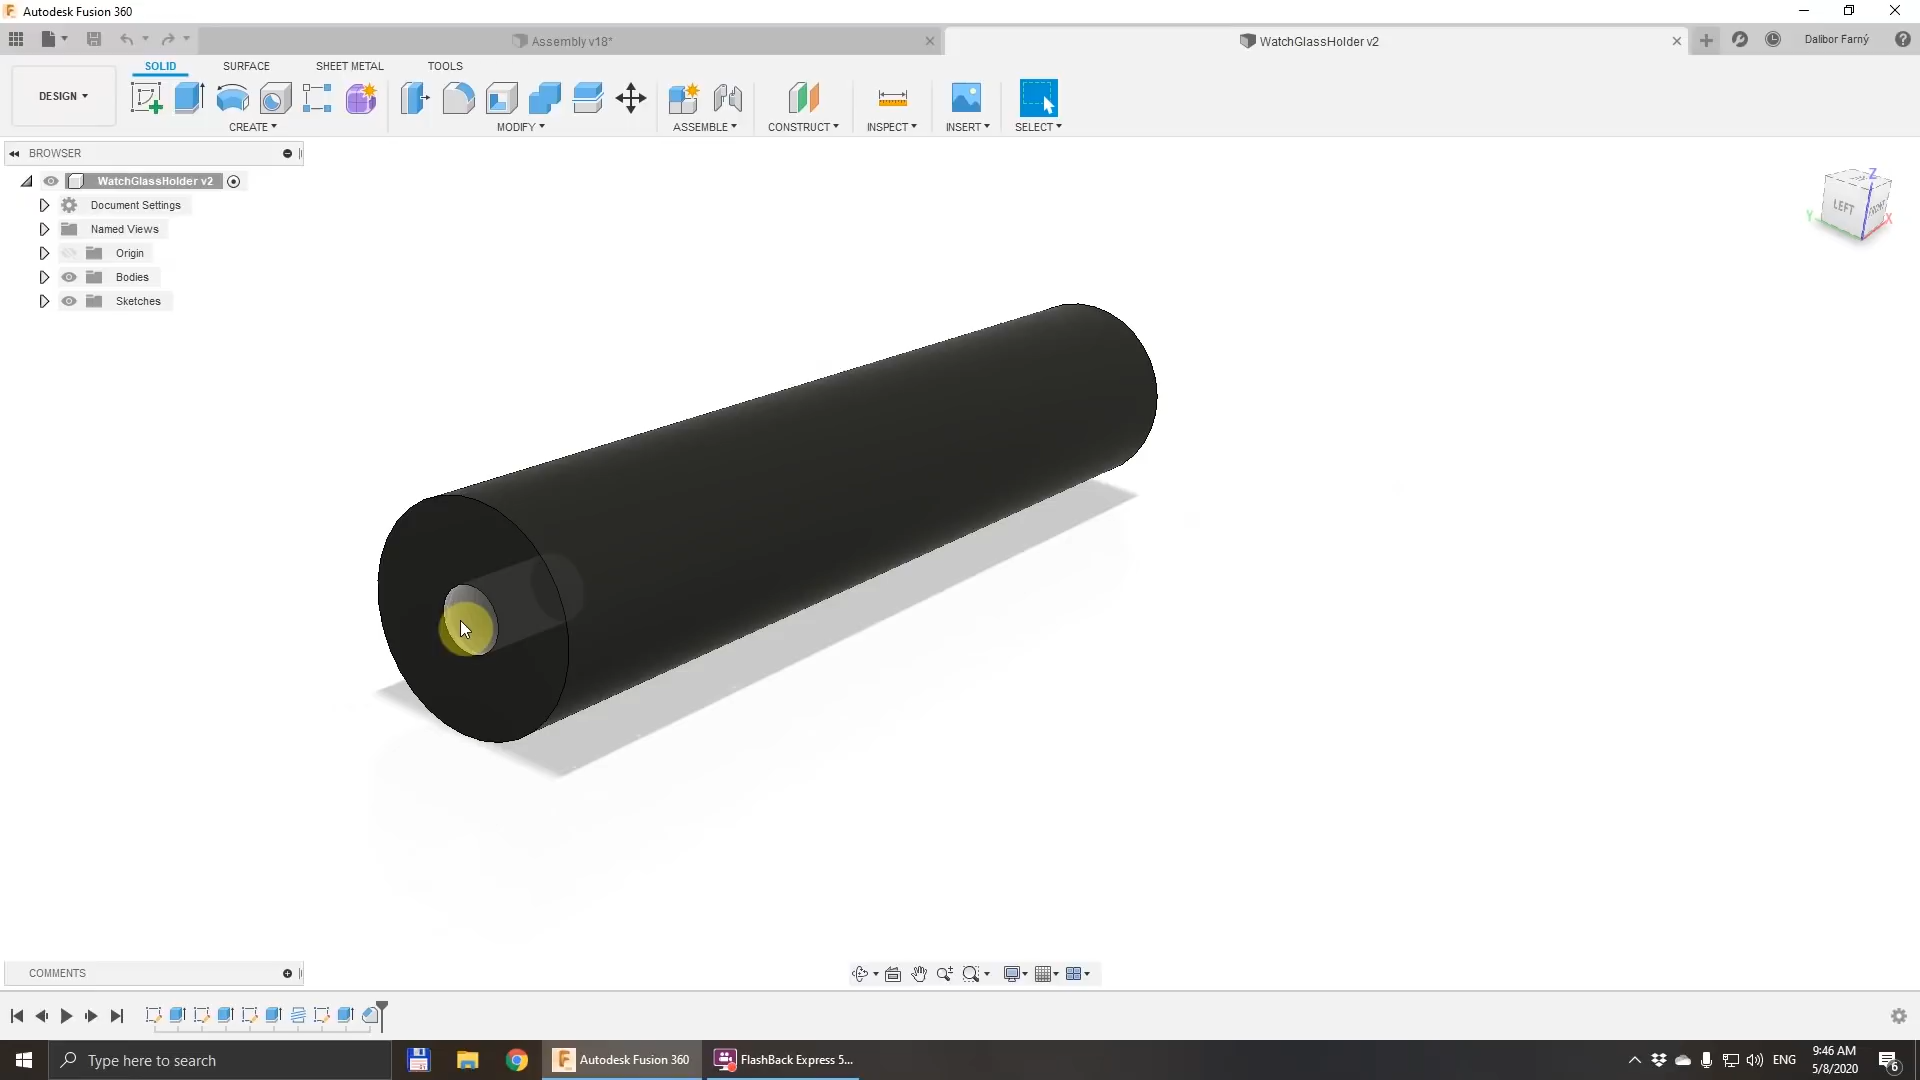 Autodesk Fusion 360
Assembly v18*
WatchGlassHolder v2
Dalibor Farný
DESIGN
SOLID
SURFACE
SHEET METAL
TOOLS
CREATE
MODIFY
ASSEMBLE
CONSTRUCT
INSPECT
INSERT
SELECT
BROWSER
WatchGlassHolder v2
Document Settings
Named Views
Origin
Bodies
Sketches
Z
LEFT
FRONT
Y
X
COMMENTS
Type here to search
Autodesk Fusion 360
FlashBack Express 5...
ENG
9:46 AM
5/8/2020
6